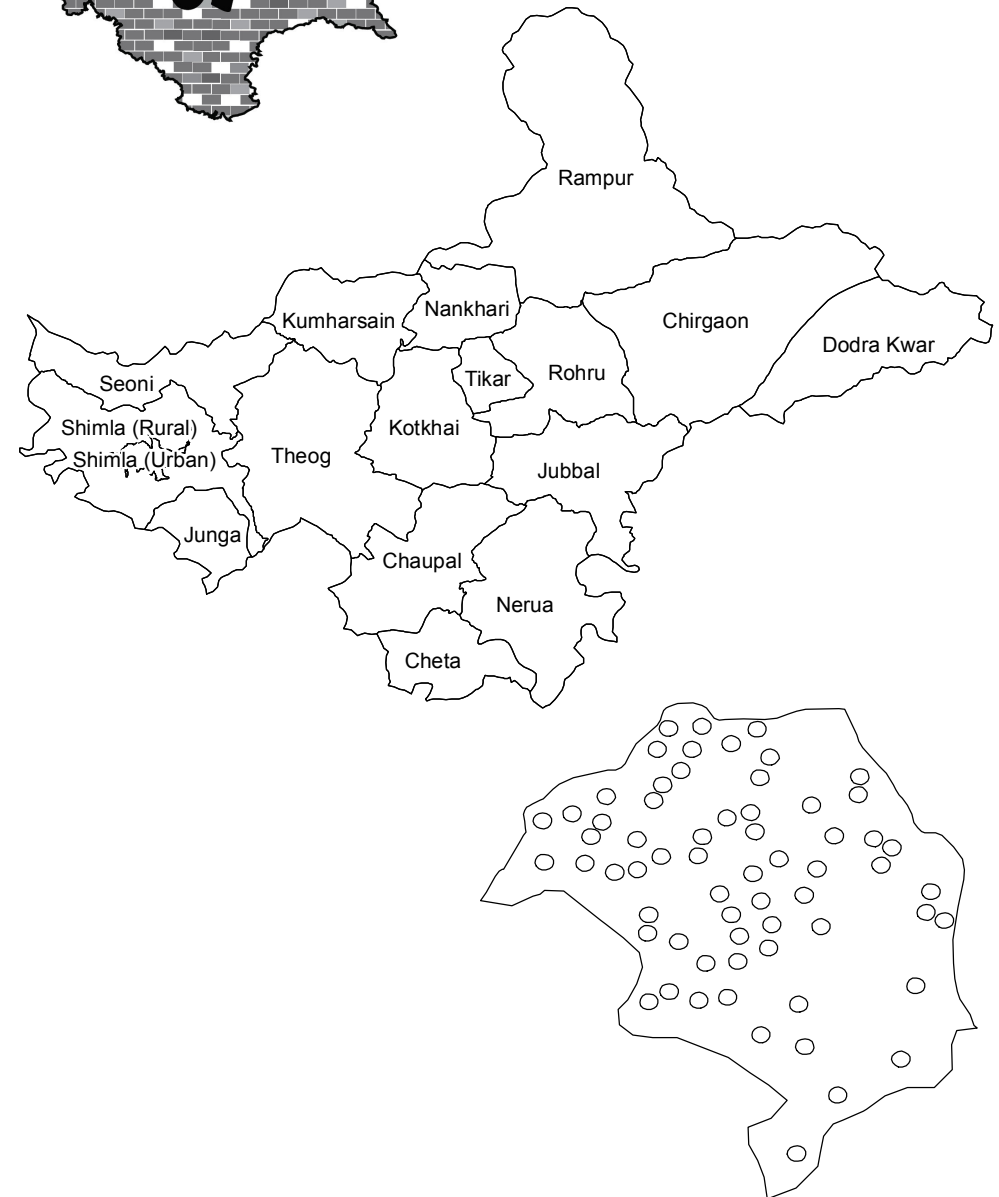 Rampur
Nankhari
Kumharsain
Chirgaon
Dodra Kwar
Seoni
Tikar
Rohru
Shimla (Rural)
Kotkhai
Shimla (Urban)
Theog
Jubbal
Junga
Chaupal
Nerua
Cheta